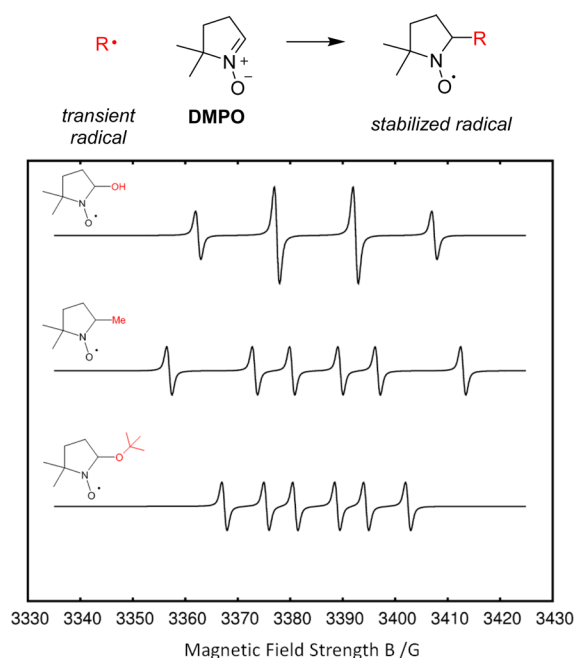 R•
N
+
O
−
R
N
O
•
transient
radical
DMPO
stabilized radical
OH
N
O
•
Me
N
O
•
O
N
O
•
3330 3340 3350 3360 3370 3380 3390 3400 3410 3420 3430
Magnetic Field Strength B /G